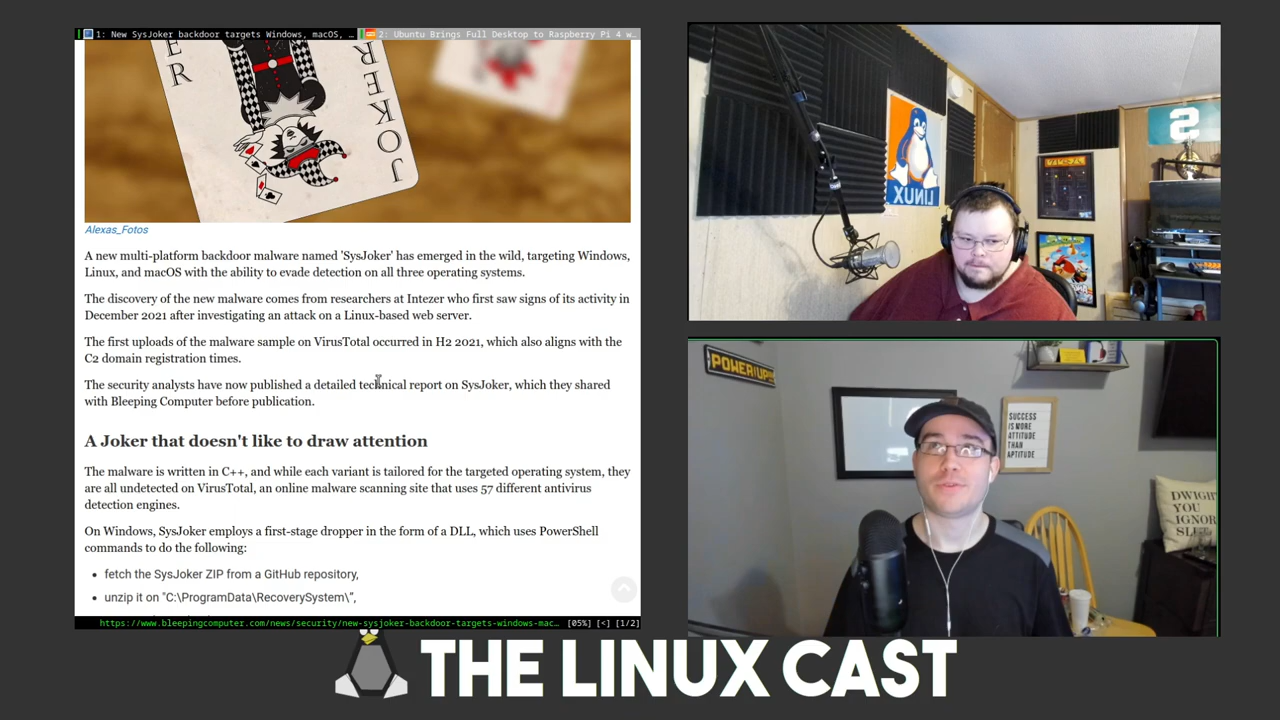 1: New SysJoker backdoor targets Windows, macOS, …
2: Ubuntu Brings Full Desktop to Raspberry Pi 4 w…
ER
JOKER
Alexas_Fotos
A new multi-platform backdoor malware named 'SysJoker' has emerged in the wild, targeting Windows,
Linux, and macOS with the ability to evade detection on all three operating systems.
The discovery of the new malware comes from researchers at Intezer who first saw signs of its activity in
December 2021 after investigating an attack on a Linux-based web server.
The first uploads of the malware sample on VirusTotal occurred in H2 2021, which also aligns with the
C2 domain registration times.
The security analysts have now published a detailed technical report on SysJoker, which they shared
with Bleeping Computer before publication.
A Joker that doesn't like to draw attention
The malware is written in C++, and while each variant is tailored for the targeted operating system, they
are all undetected on VirusTotal, an online malware scanning site that uses 57 different antivirus
detection engines.
On Windows, SysJoker employs a first-stage dropper in the form of a DLL, which uses PowerShell
commands to do the following:
• fetch the SysJoker ZIP from a GitHub repository,
• unzip it on "C:\ProgramData\RecoverySystem\",
https://www.bleepingcomputer.com/news/security/new-sysjoker-backdoor-targets-windows-mac… [05%] [<] [1/2]
LINUX
S
PAC-MAN
POWER UP
SUCCESS
IS MORE
ATTITUDE
THAN
APTITUDE
DWIGH
YOU
IGNOR
SL
THE LINUX CAST